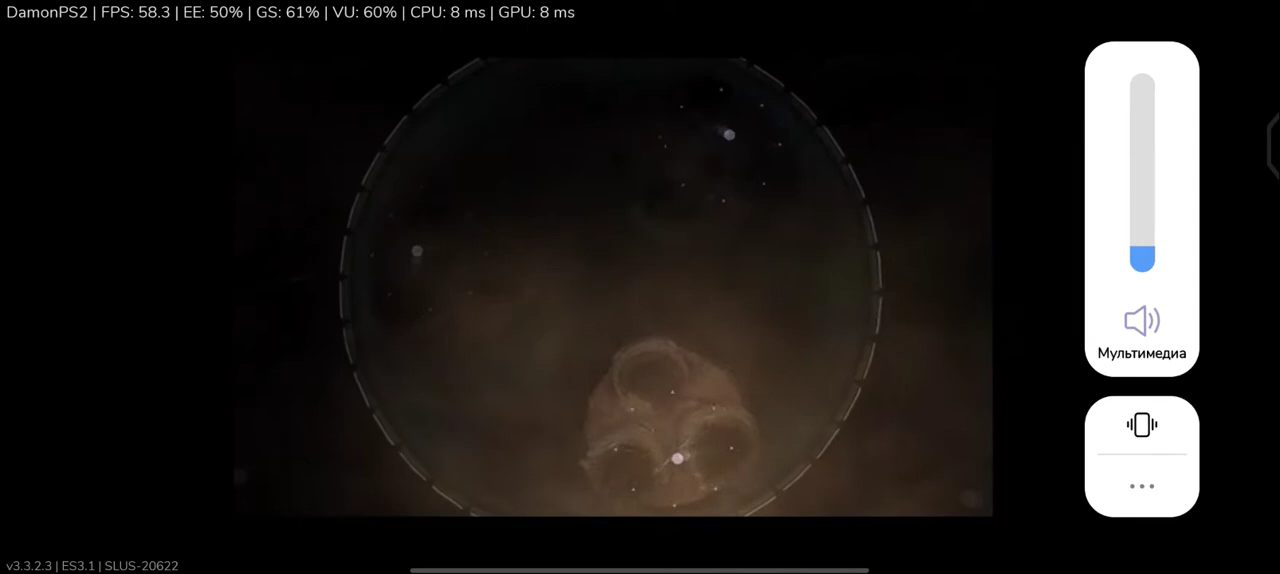 DamonPS2 | FPS: 58.3 | EE: 50% | GS: 61% | VU: 60% | CPU: 8 ms | GPU: 8 ms
Мультимедиа
v3.3.2.3 | ES3.1 | SLUS-20622